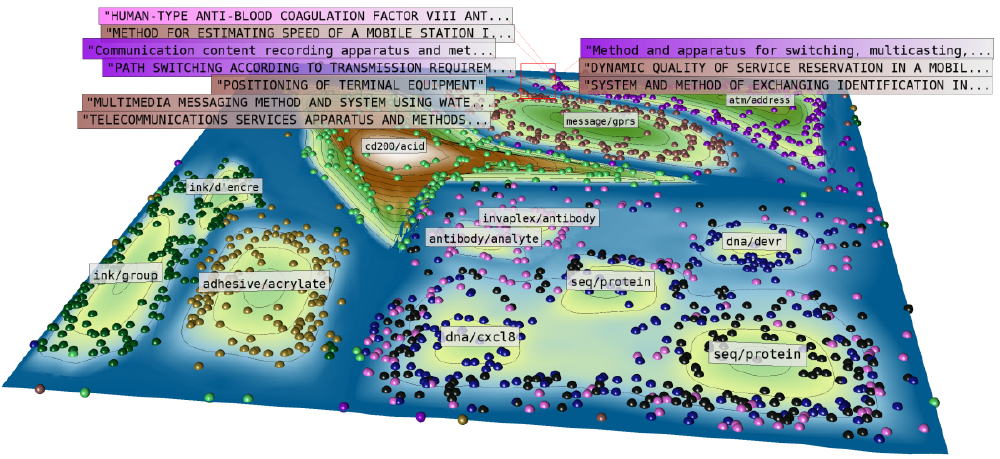 "HUMAN-TYPE ANTI-BLOOD COAGULATION FACTOR VIII ANT...
"METHOD FOR ESTIMATING SPEED OF A MOBILE STATION I...
"Communication content recording apparatus and met...
"PATH SWITCHING ACCORDING TO TRANSMISSION REQUIREM...
"POSITIONING OF TERMINAL EQUIPMENT"
"MULTIMEDIA MESSAGING METHOD AND SYSTEM USING WATE...
"TELECOMMUNICATIONS SERVICES APPARATUS AND METHODS...
"Method and apparatus for switching, multicasting,...
"DYNAMIC QUALITY OF SERVICE RESERVATION IN A MOBIL...
"SYSTEM AND METHOD OF EXCHANGING IDENTIFICATION IN...
atm/address
message/gprs
cd200/acid
ink/d'encre
invaplex/antibody
antibody/analyte
dna/devr
ink/group
adhesive/acrylate
seq/protein
dna/cxcl8
seq/protein